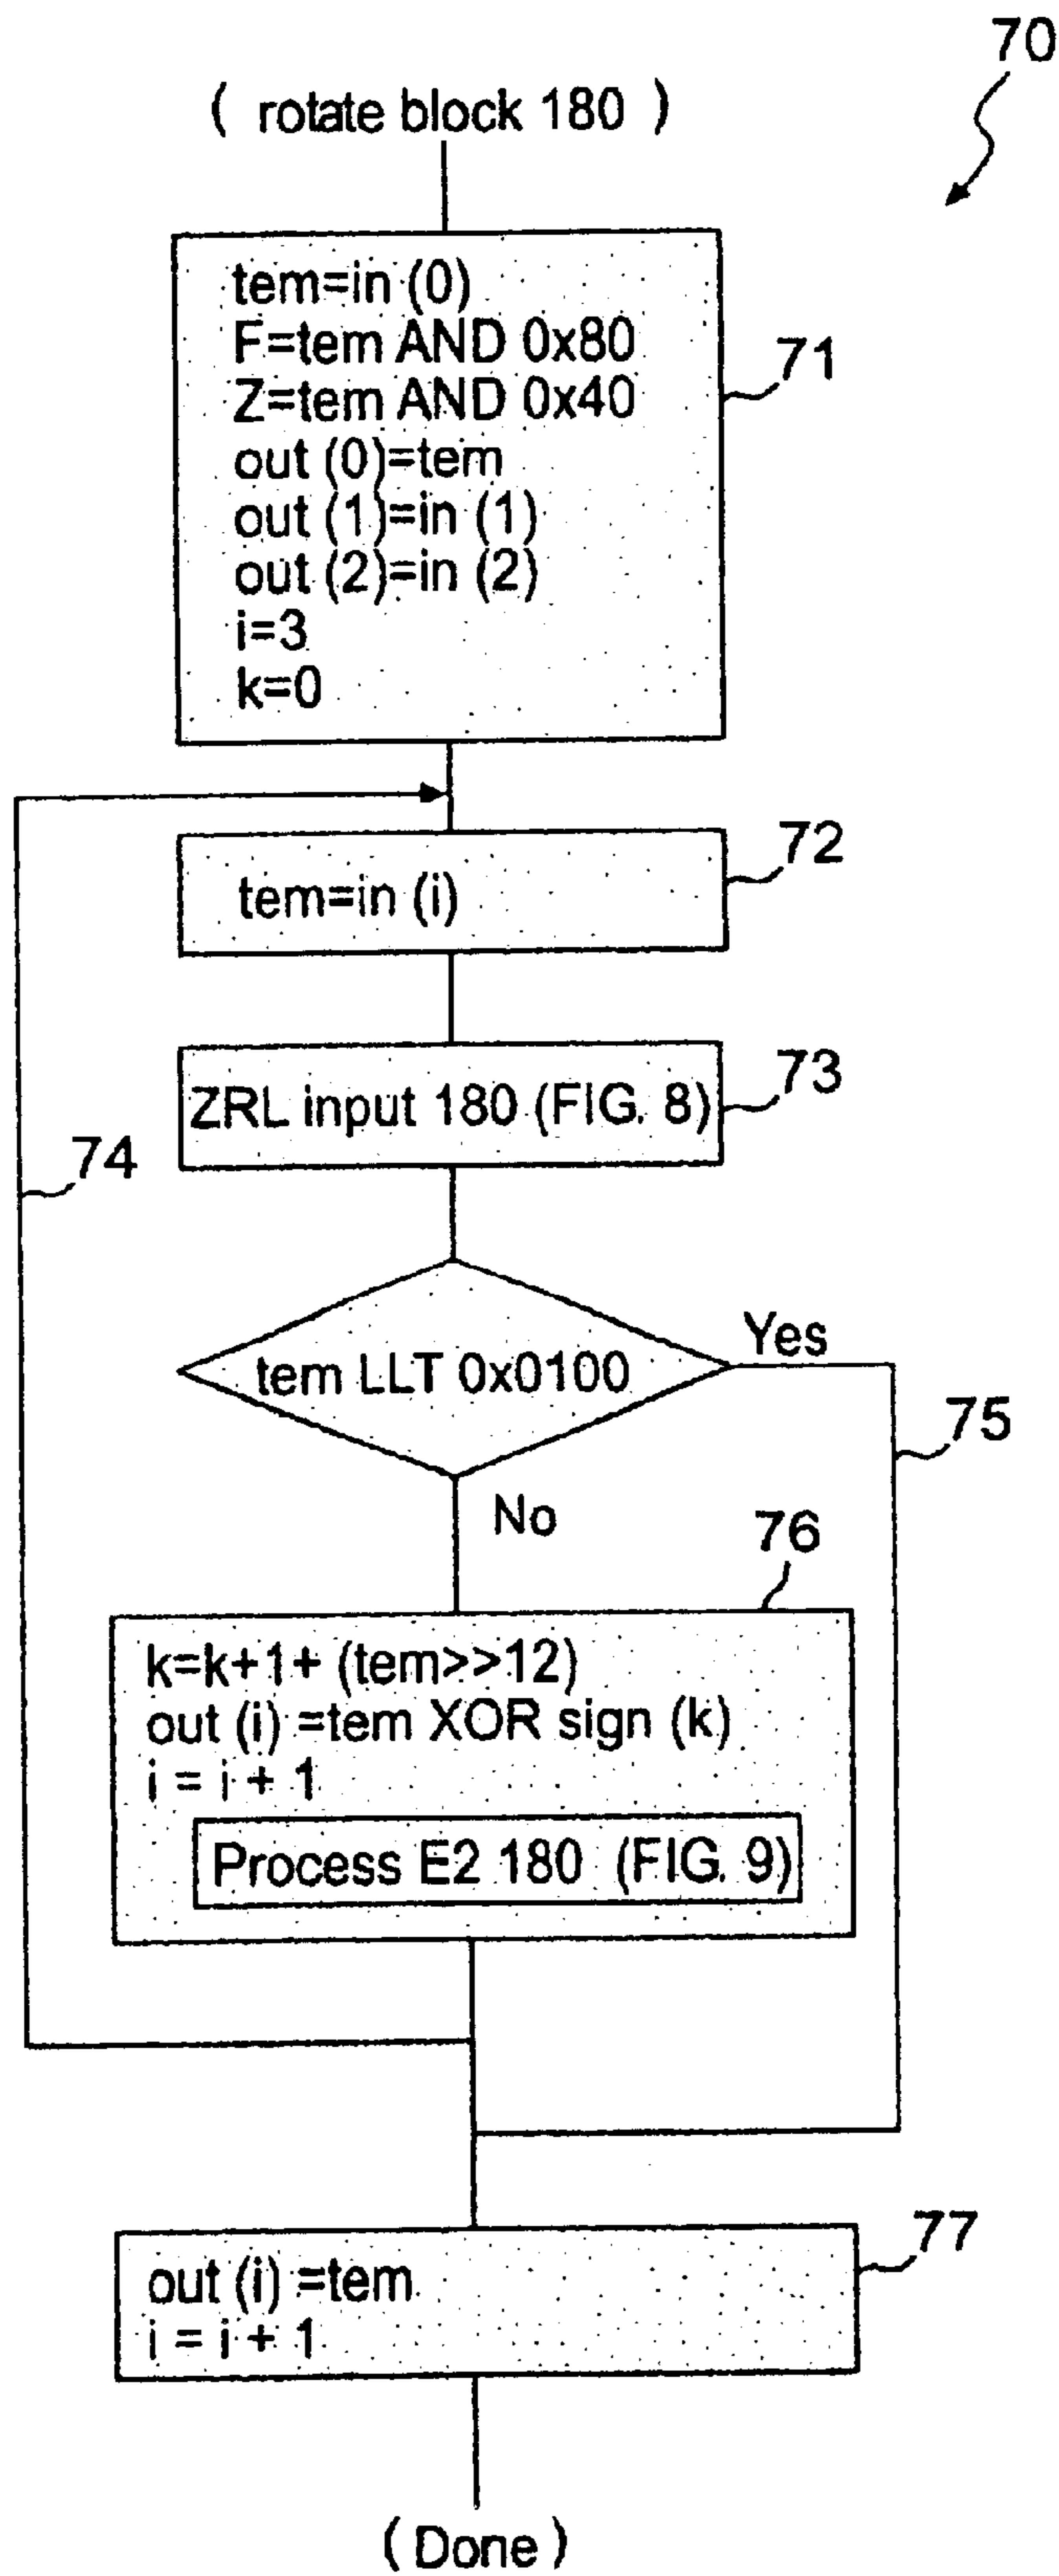 70
( rotate block 180 )
tem=in (0)
F=tem AND 0x80
Z=tem AND 0x40
out (0)=tem
out (1)=in (1)
out (2)=in (2)
i=3
k=0
71
72
tem=in (i)
73
ZRL input 180 (FIG. 8)
74
tem LLT 0x0100
Yes
75
No
76
k=k+1+ (tem>>12)
out (i) =tem XOR sign (k)
i = i + 1
Process E2 180 (FIG. 9)
77
out (i) =tem
i = i + 1
( Done )